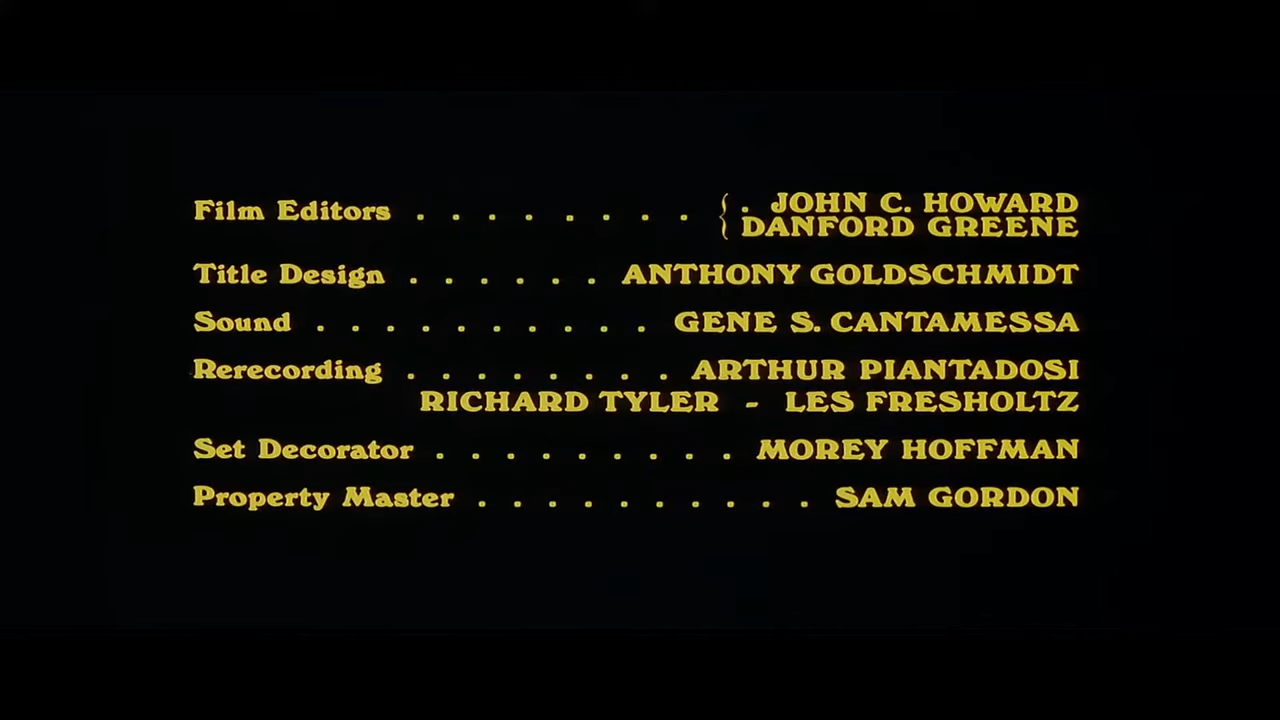 Film Editors . . . . . . . . { . JOHN C. HOWARD
DANFORD GREENE
Title Design . . . . . . ANTHONY GOLDSCHMIDT
Sound . . . . . . . . . . GENE S. CANTAMESSA
Rerecording . . . . . . . . ARTHUR PIANTADOSI
RICHARD TYLER - LES FRESHOLTZ
Set Decorator . . . . . . . . . MOREY HOFFMAN
Property Master . . . . . . . . . . SAM GORDON